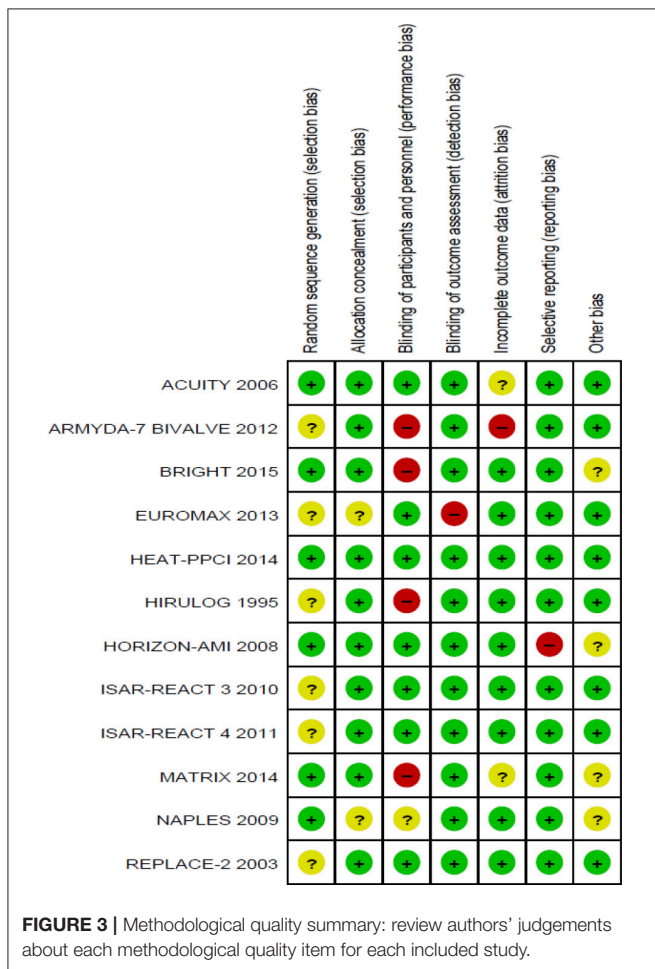 Random sequence generation (selection bias)
Allocation concealment (selection bias)
Blinding of participants and personnel (performance bias)
Blinding of outcome assessment (detection bias)
Incomplete outcome data (attrition bias)
Selective reporting (reporting bias)
Other bias
ACUITY 2006 + + + + ? + +
ARMYDA-7 BIVALVE 2012 ? + − + − + +
BRIGHT 2015 + + − + + + ?
EUROMAX 2013 ? ? + − + + +
HEAT-PPCI 2014 + + + + + + +
HIRULOG 1995 ? + − + + + +
HORIZON-AMI 2008 + + + + + − ?
ISAR-REACT 3 2010 ? + + + + + +
ISAR-REACT 4 2011 ? + + + + + +
MATRIX 2014 + + − + ? + ?
NAPLES 2009 + ? ? + + + ?
REPLACE-2 2003 ? + + + + + +
FIGURE 3 | Methodological quality summary: review authors' judgements
about each methodological quality item for each included study.